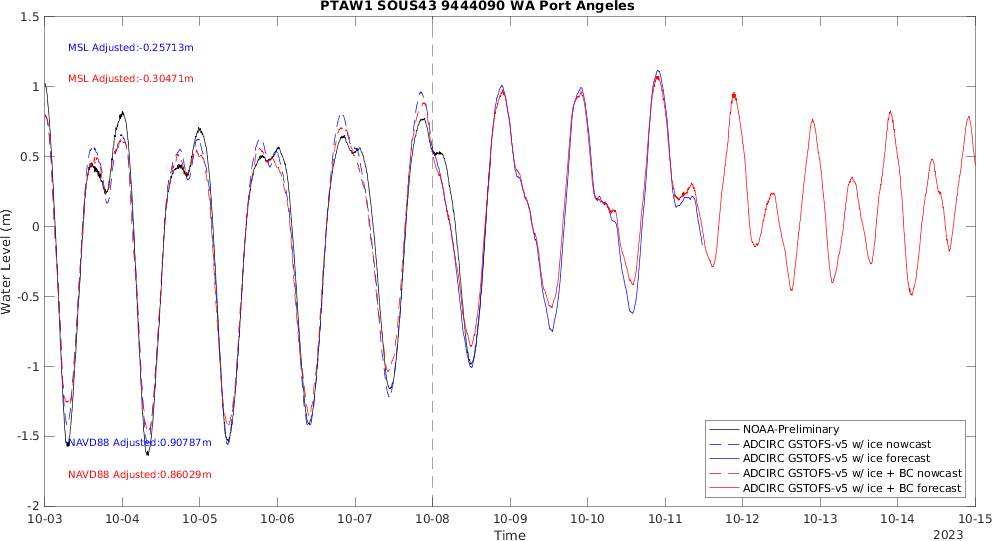 PTAW1 SOUS43 9444090 WA Port Angeles
1.5
MSL Adjusted:-0.25713m
MSL Adjusted:-0.30471m
1
0.5
0
-0.5
-1
-1.5
-2
Water Level (m)
NAVD88 Adjusted:0.90787m
NAVD88 Adjusted:0.86029m
NOAA-Preliminary
ADCIRC GSTOFS-v5 w/ ice nowcast
ADCIRC GSTOFS-v5 w/ ice forecast
ADCIRC GSTOFS-v5 w/ ice + BC nowcast
ADCIRC GSTOFS-v5 w/ ice + BC forecast
10-03 10-04 10-05 10-06 10-07 10-08 10-09 10-10 10-11 10-12 10-13 10-14 10-15
Time
2023